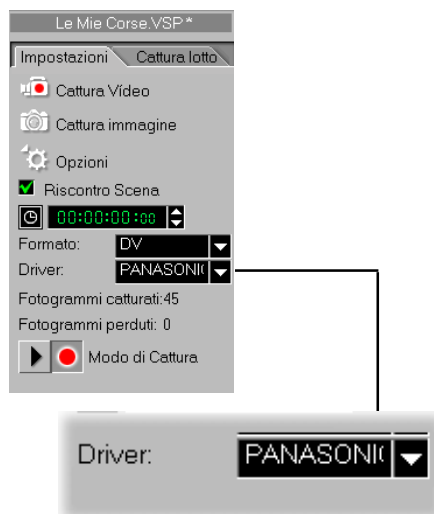 Le Mie Corse.VSP *
Impostazioni Cattura lotto
Cattura Vídeo
Cattura immagine
Opzioni
Riscontro Scena
00:00:00:00
Formato: DV
Driver: PANASONI(
Fotogrammi catturati:45
Fotogrammi perduti: 0
Modo di Cattura
Driver: PANASONI(